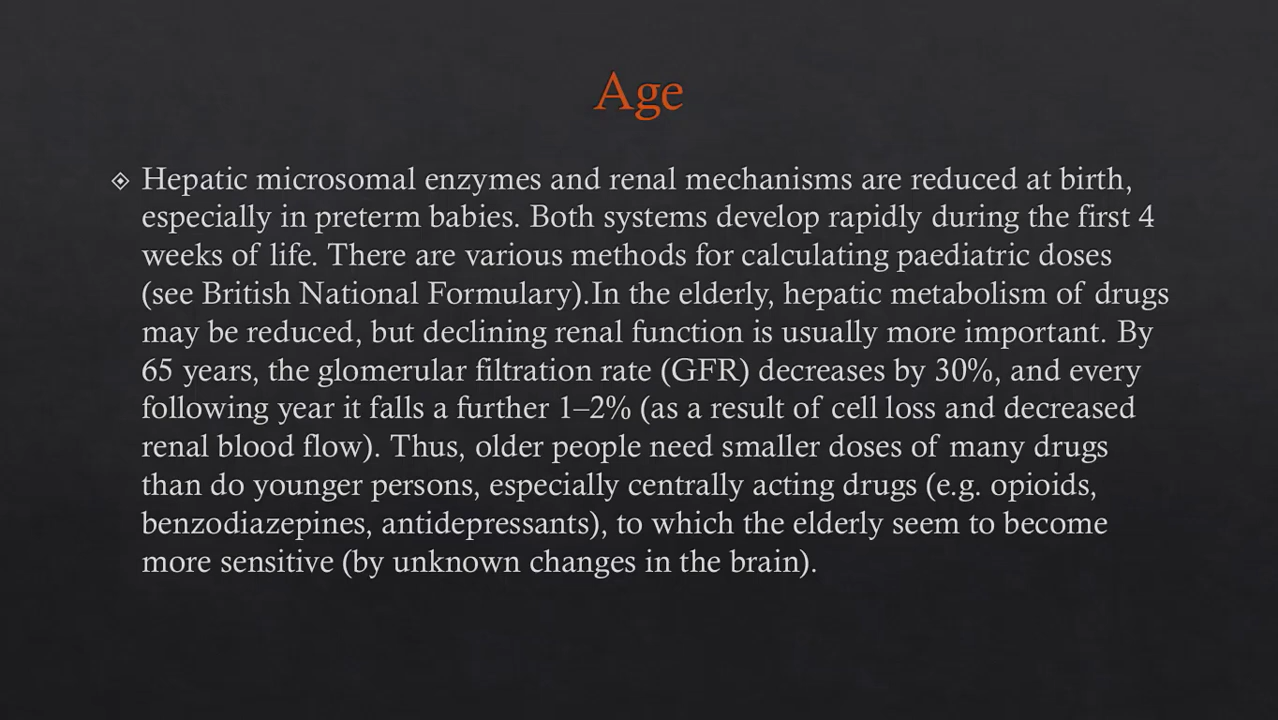 Age
Hepatic microsomal enzymes and renal mechanisms are reduced at birth,
especially in preterm babies. Both systems develop rapidly during the first 4
weeks of life. There are various methods for calculating paediatric doses
(see British National Formulary).In the elderly, hepatic metabolism of drugs
may be reduced, but declining renal function is usually more important. By
65 years, the glomerular filtration rate (GFR) decreases by 30%, and every
following year it falls a further 1–2% (as a result of cell loss and decreased
renal blood flow). Thus, older people need smaller doses of many drugs
than do younger persons, especially centrally acting drugs (e.g. opioids,
benzodiazepines, antidepressants), to which the elderly seem to become
more sensitive (by unknown changes in the brain).